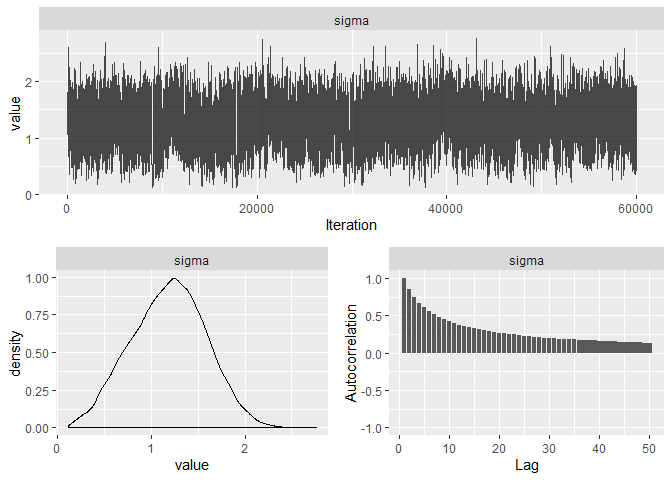 sigma
value
2
1
0
0 20000 40000 60000
Iteration
sigma
density
1.00
0.75
0.50
0.25
0.00
0 1 2
value
sigma
Autocorrelation
1.0
0.5
0.0
-0.5
-1.0
0 10 20 30 40 50
Lag